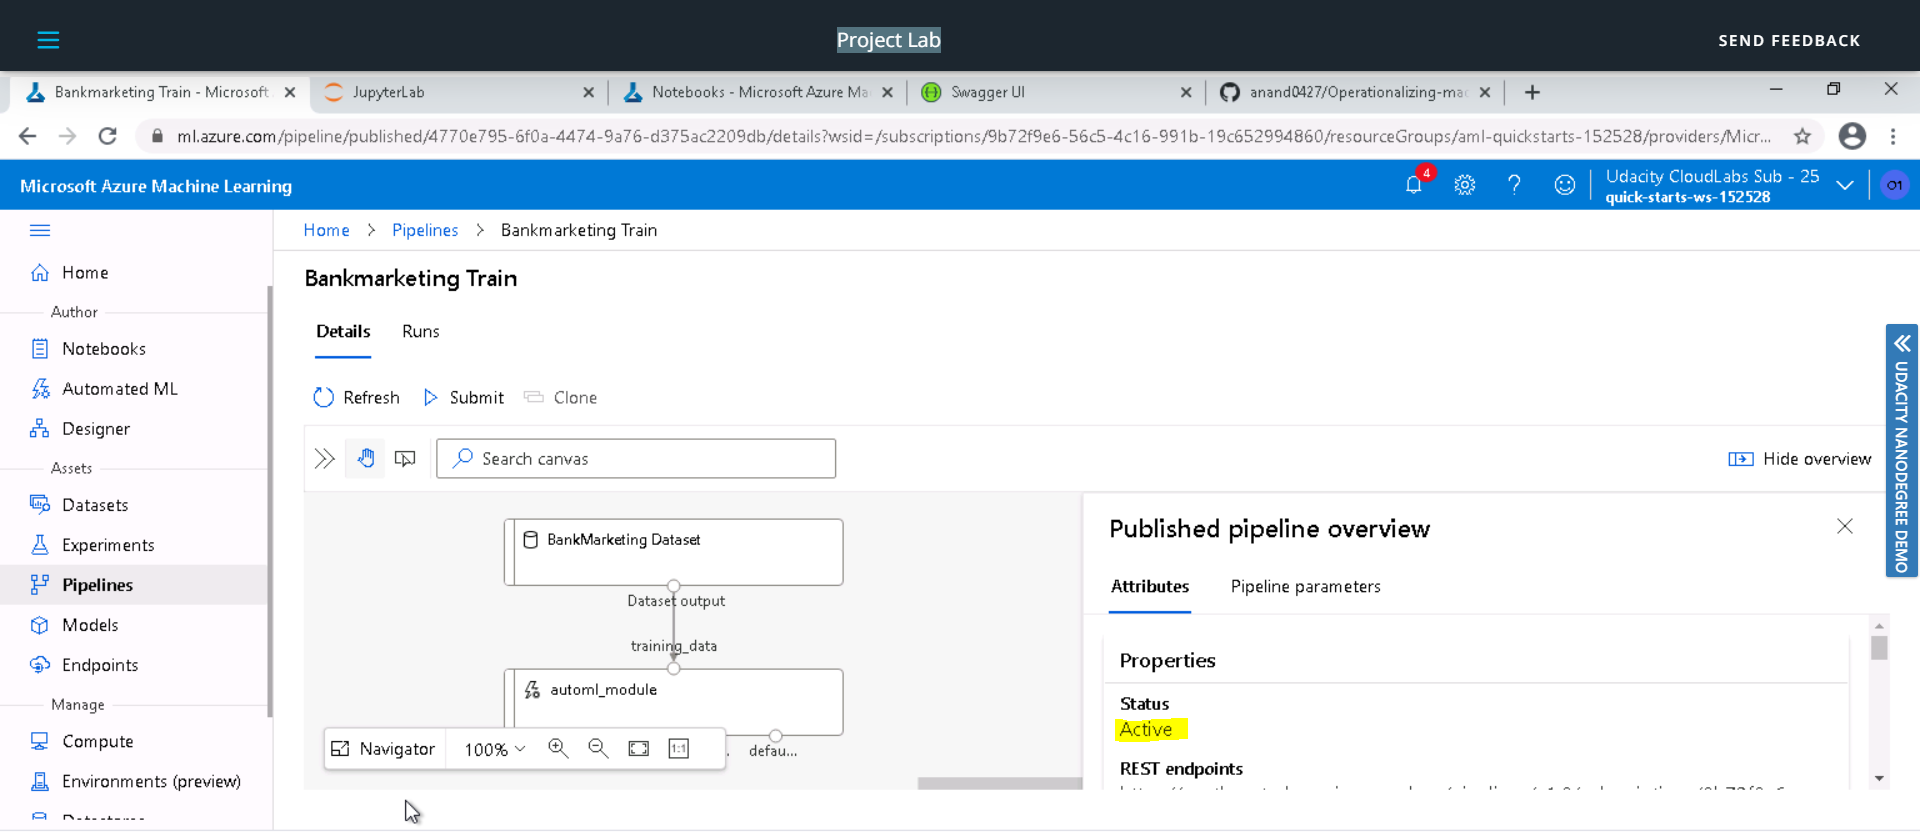 Project Lab
SEND FEEDBACK
Bankmarketing Train - Microsoft
JupyterLab
Notebooks - Microsoft Azure Ma
Swagger UI
anand0427/Operationalizing-mac
ml.azure.com/pipeline/published/4770e795-6f0a-4474-9a76-d375ac2209db/details?wsid=/subscriptions/9b72f9e6-56c5-4c16-991b-19c652994860/resourceGroups/aml-quickstarts-152528/providers/Micr...
Microsoft Azure Machine Learning
4
Udacity CloudLabs Sub - 25
quick-starts-ws-152528
O1
Home > Pipelines > Bankmarketing Train
Home
Author
Notebooks
Automated ML
Designer
Assets
Datasets
Experiments
Pipelines
Models
Endpoints
Manage
Compute
Environments (preview)
Bankmarketing Train
Details
Runs
Refresh
Submit
Clone
Search canvas
Hide overview
BankMarketing Dataset
Dataset output
training_data
automl_module
defau...
Navigator
100%
1:1
Published pipeline overview
Attributes
Pipeline parameters
Properties
Status
Active
REST endpoints
UDACITY NANODEGREE DEMO